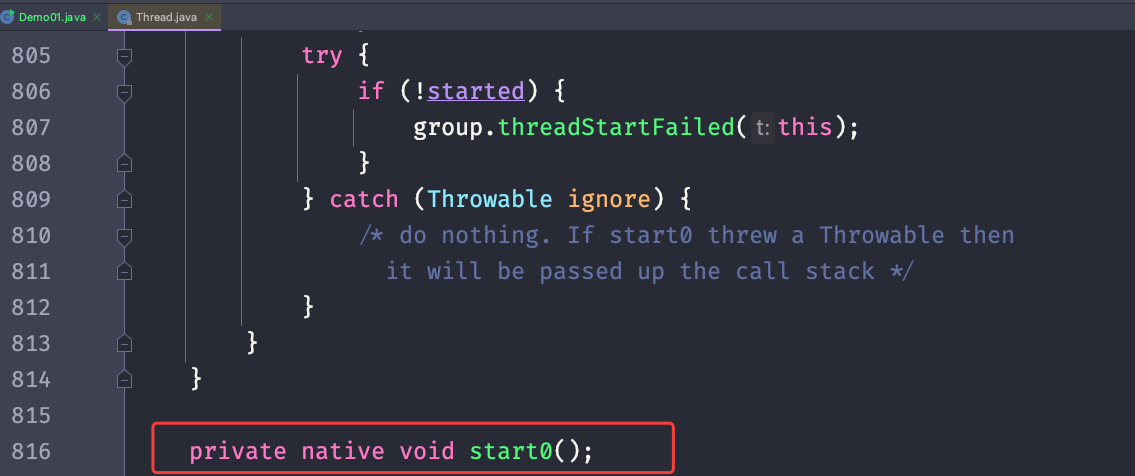 Demo01.java Thread.java
805 try {
806 if (!started) {
807 group.threadStartFailed( t: this);
808 }
809 } catch (Throwable ignore) {
810 /* do nothing. If start0 threw a Throwable then
811 it will be passed up the call stack */
812 }
813 }
814 }
815
816 private native void start0();